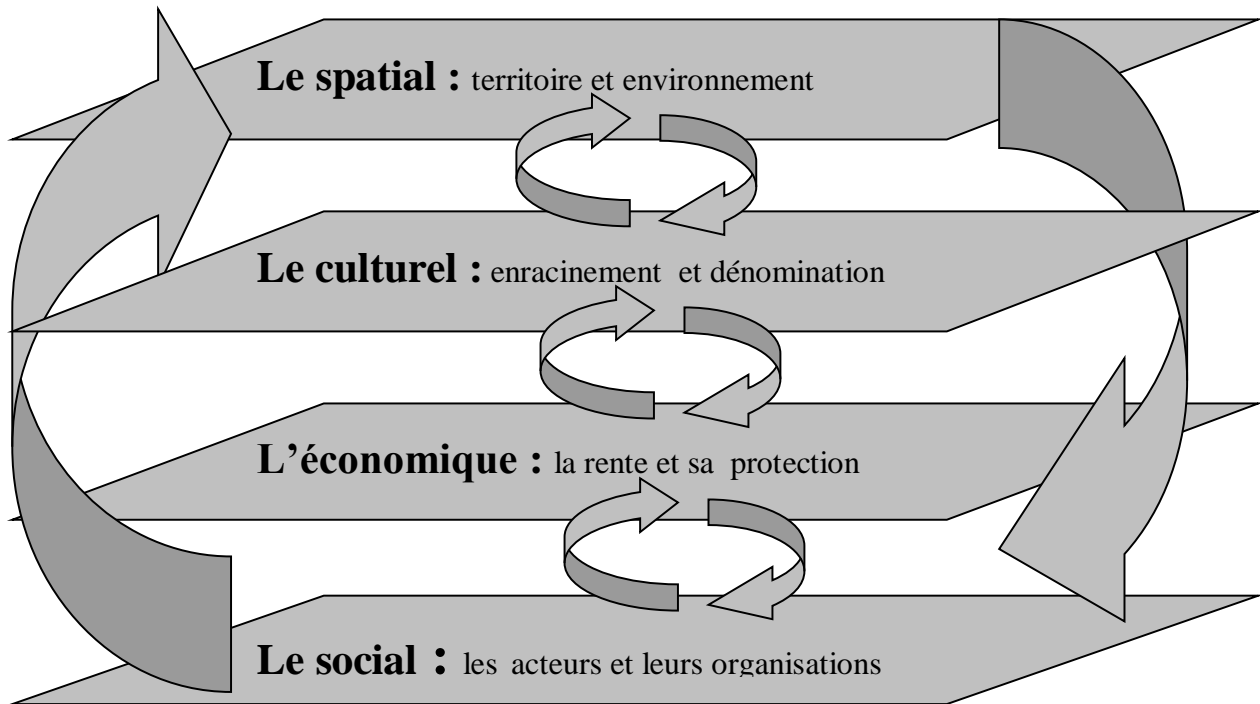 Le spatial : territoire et environnement
Le culturel : enracinement et dénomination
L’économique : la rente et sa protection
Le social : les acteurs et leurs organisations